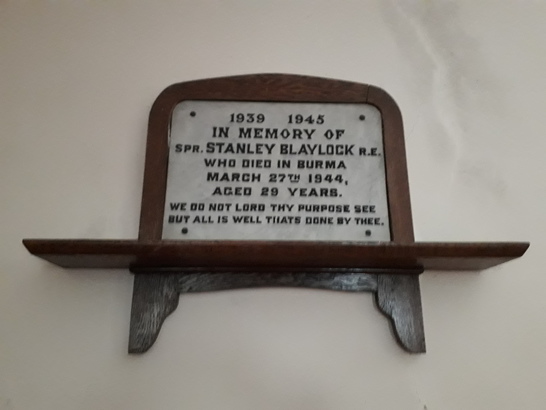 1939 1945
IN MEMORY OF
SPR. STANLEY BLAYLOCK R.E.
WHO DIED IN BURMA
MARCH 27TH 1944,
AGED 29 YEARS.
WE DO NOT LORD THY PURPOSE SEE
BUT ALL IS WELL THATS DONE BY THEE.